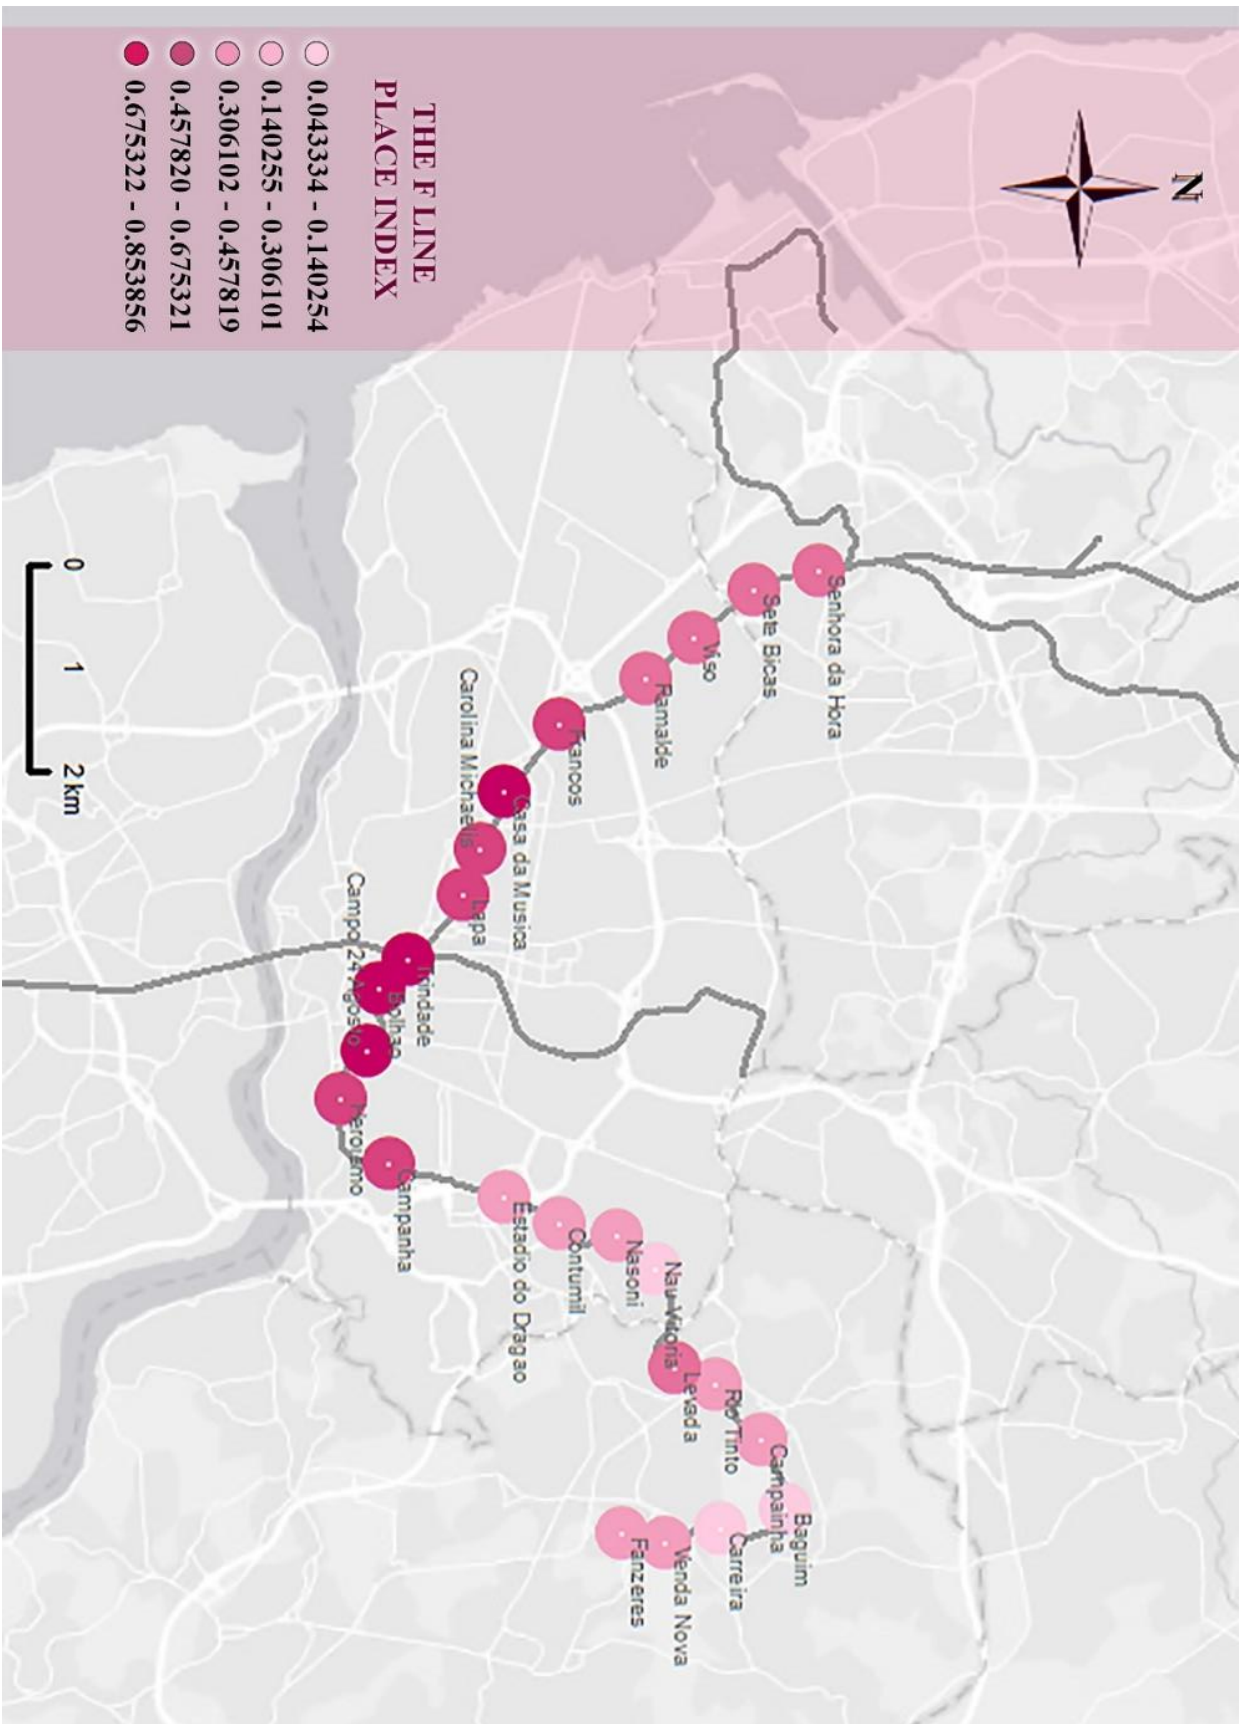 N
THE F LINE
PLACE INDEX
0.043334 - 0.140254
0.140255 - 0.306101
0.306102 - 0.457819
0.457820 - 0.675321
0.675322 - 0.853856
Senhora da Hora
Sete Bicas
Viso
Ramalde
Francos
Casa da Musica
Carolina Michaelis
Lapa
Trindade
Bolhao
Campo 24 Agosto
Heroismo
Campanha
Estadio do Dragao
Contumil
Nasoni
Nau Vitoria
Levada
Rio Tinto
Campainha
Baguim
Carreira
Venda Nova
Fanzeres
0 1 2 km